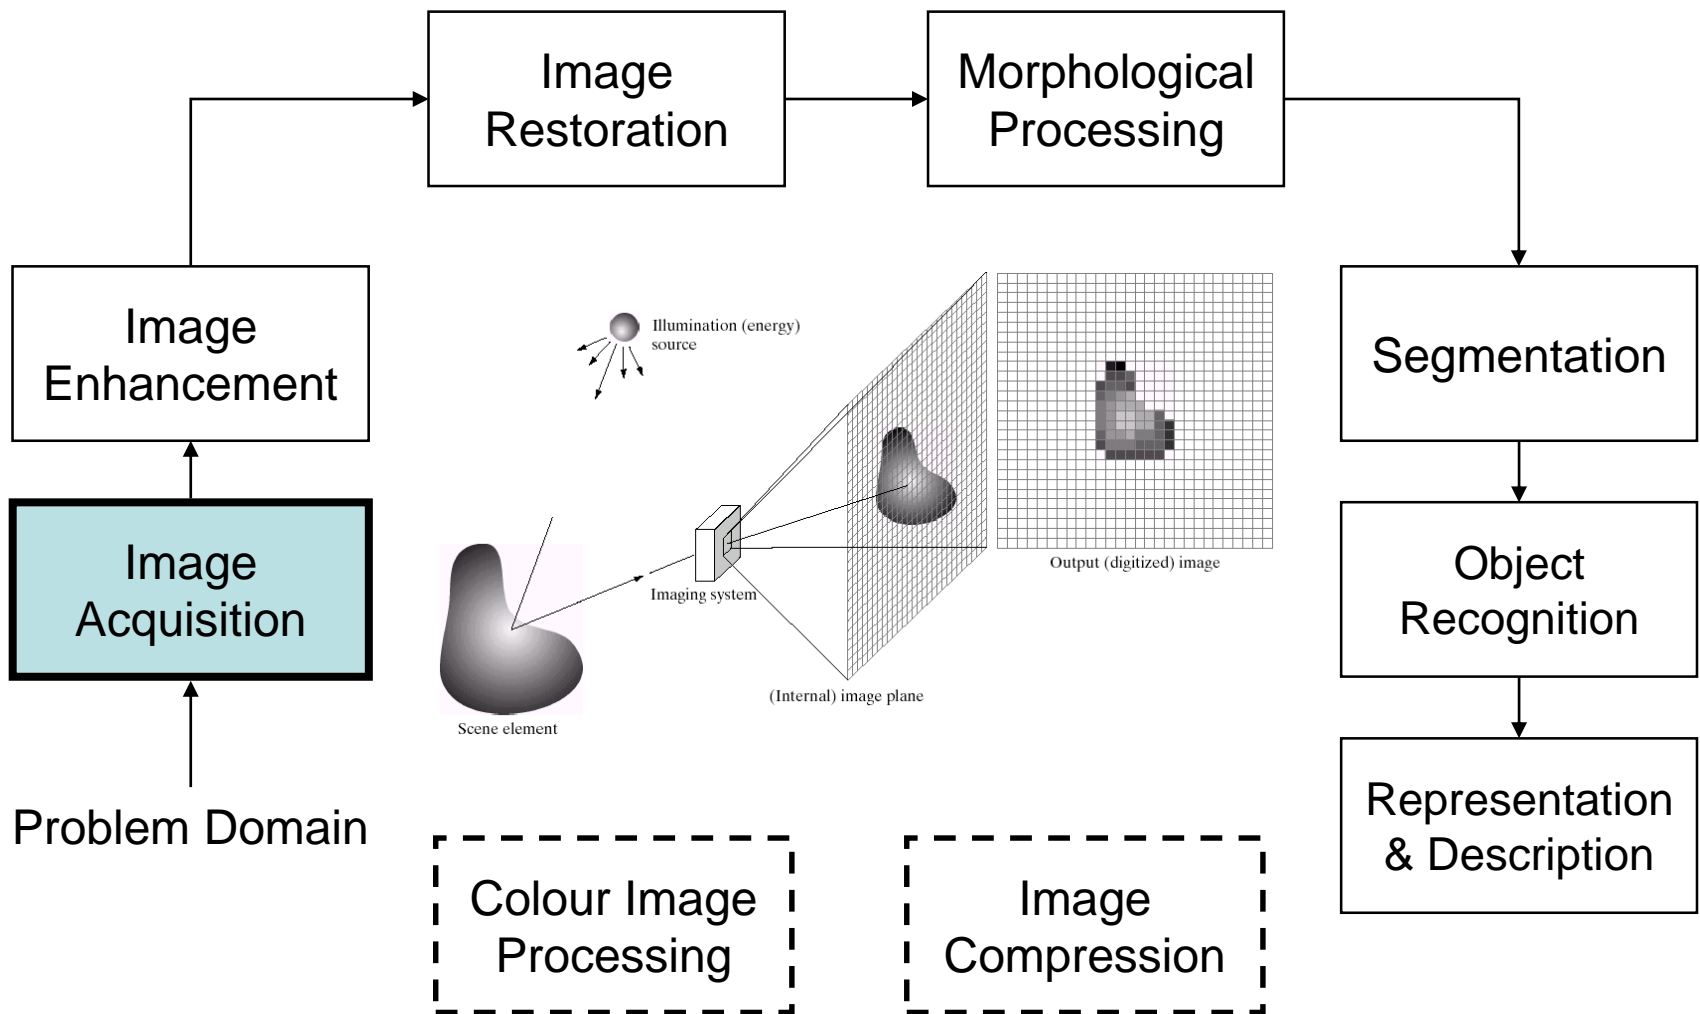 Image
Restoration
Morphological
Processing
Image
Enhancement
Illumination (energy)
source
Segmentation
Image
Acquisition
Imaging system
Output (digitized) image
Object
Recognition
(Internal) image plane
Scene element
Problem Domain
Representation
& Description
Colour Image
Processing
Image
Compression